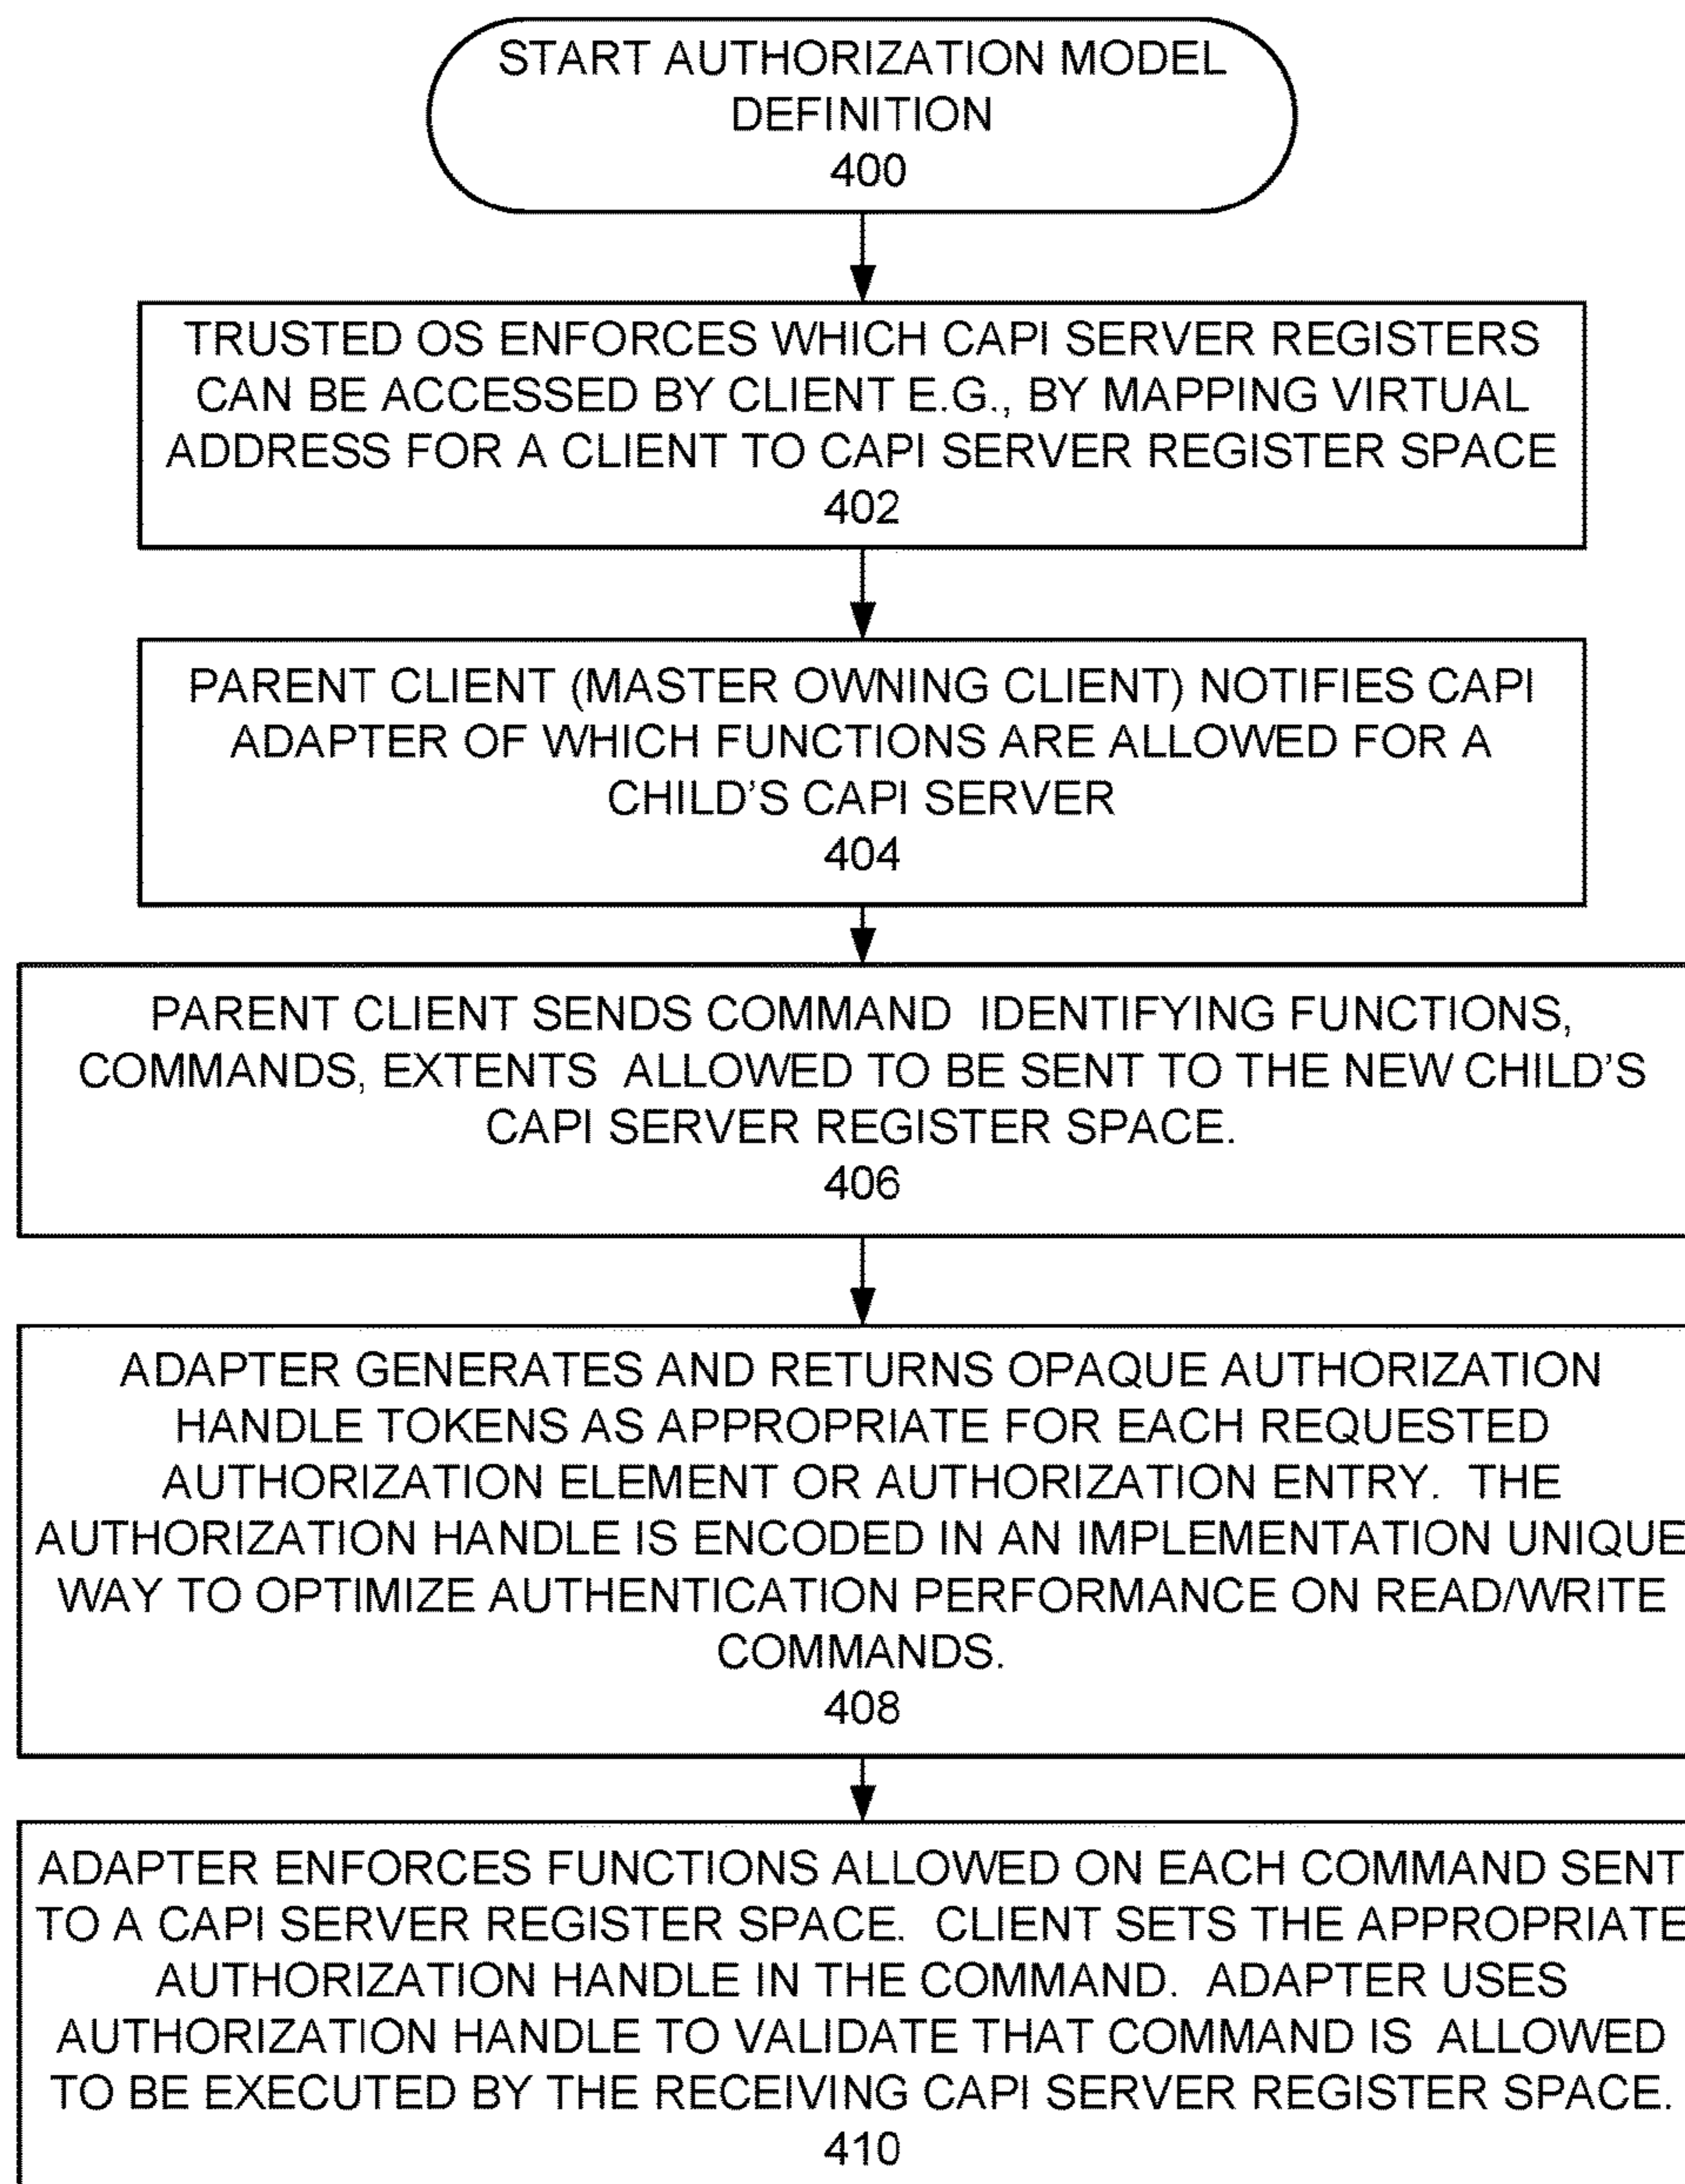 START AUTHORIZATION MODEL
DEFINITION
400
TRUSTED OS ENFORCES WHICH CAPI SERVER REGISTERS
CAN BE ACCESSED BY CLIENT E.G., BY MAPPING VIRTUAL
ADDRESS FOR A CLIENT TO CAPI SERVER REGISTER SPACE
402
PARENT CLIENT (MASTER OWNING CLIENT) NOTIFIES CAPI
ADAPTER OF WHICH FUNCTIONS ARE ALLOWED FOR A
CHILD'S CAPI SERVER
404
PARENT CLIENT SENDS COMMAND IDENTIFYING FUNCTIONS,
COMMANDS, EXTENTS ALLOWED TO BE SENT TO THE NEW CHILD'S
CAPI SERVER REGISTER SPACE.
406
ADAPTER GENERATES AND RETURNS OPAQUE AUTHORIZATION
HANDLE TOKENS AS APPROPRIATE FOR EACH REQUESTED
AUTHORIZATION ELEMENT OR AUTHORIZATION ENTRY. THE
AUTHORIZATION HANDLE IS ENCODED IN AN IMPLEMENTATION UNIQUE
WAY TO OPTIMIZE AUTHENTICATION PERFORMANCE ON READ/WRITE
COMMANDS.
408
ADAPTER ENFORCES FUNCTIONS ALLOWED ON EACH COMMAND SENT
TO A CAPI SERVER REGISTER SPACE. CLIENT SETS THE APPROPRIATE
AUTHORIZATION HANDLE IN THE COMMAND. ADAPTER USES
AUTHORIZATION HANDLE TO VALIDATE THAT COMMAND IS ALLOWED
TO BE EXECUTED BY THE RECEIVING CAPI SERVER REGISTER SPACE.
410